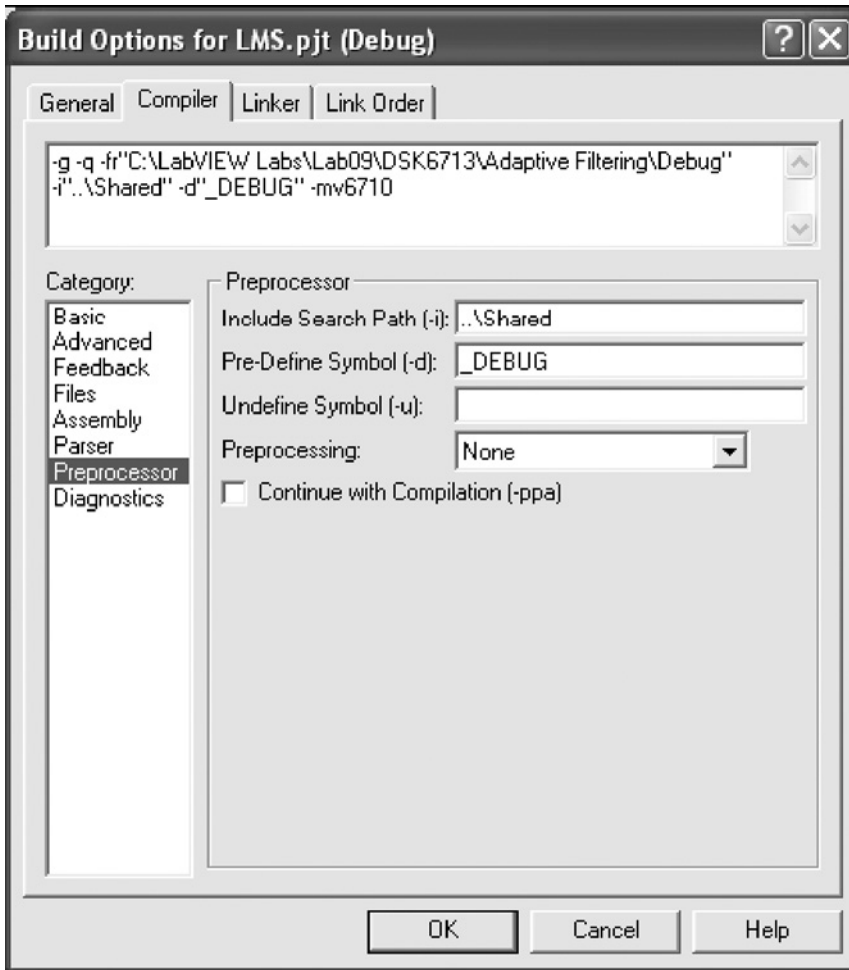 Build Options for LMS.pjt (Debug)
General Compiler Linker Link Order
-g -q -fr"C:\LabVIEW Labs\Lab09\DSK6713\Adaptive Filtering\Debug"
-i"..\Shared" -d"_DEBUG" -mv6710
Category:
Basic
Advanced
Feedback
Files
Assembly
Parser
Preprocessor
Diagnostics
Preprocessor
Include Search Path (-i): ..\Shared
Pre-Define Symbol (-d): _DEBUG
Undefine Symbol (-u):
Preprocessing: None
Continue with Compilation (-ppa)
OK Cancel Help